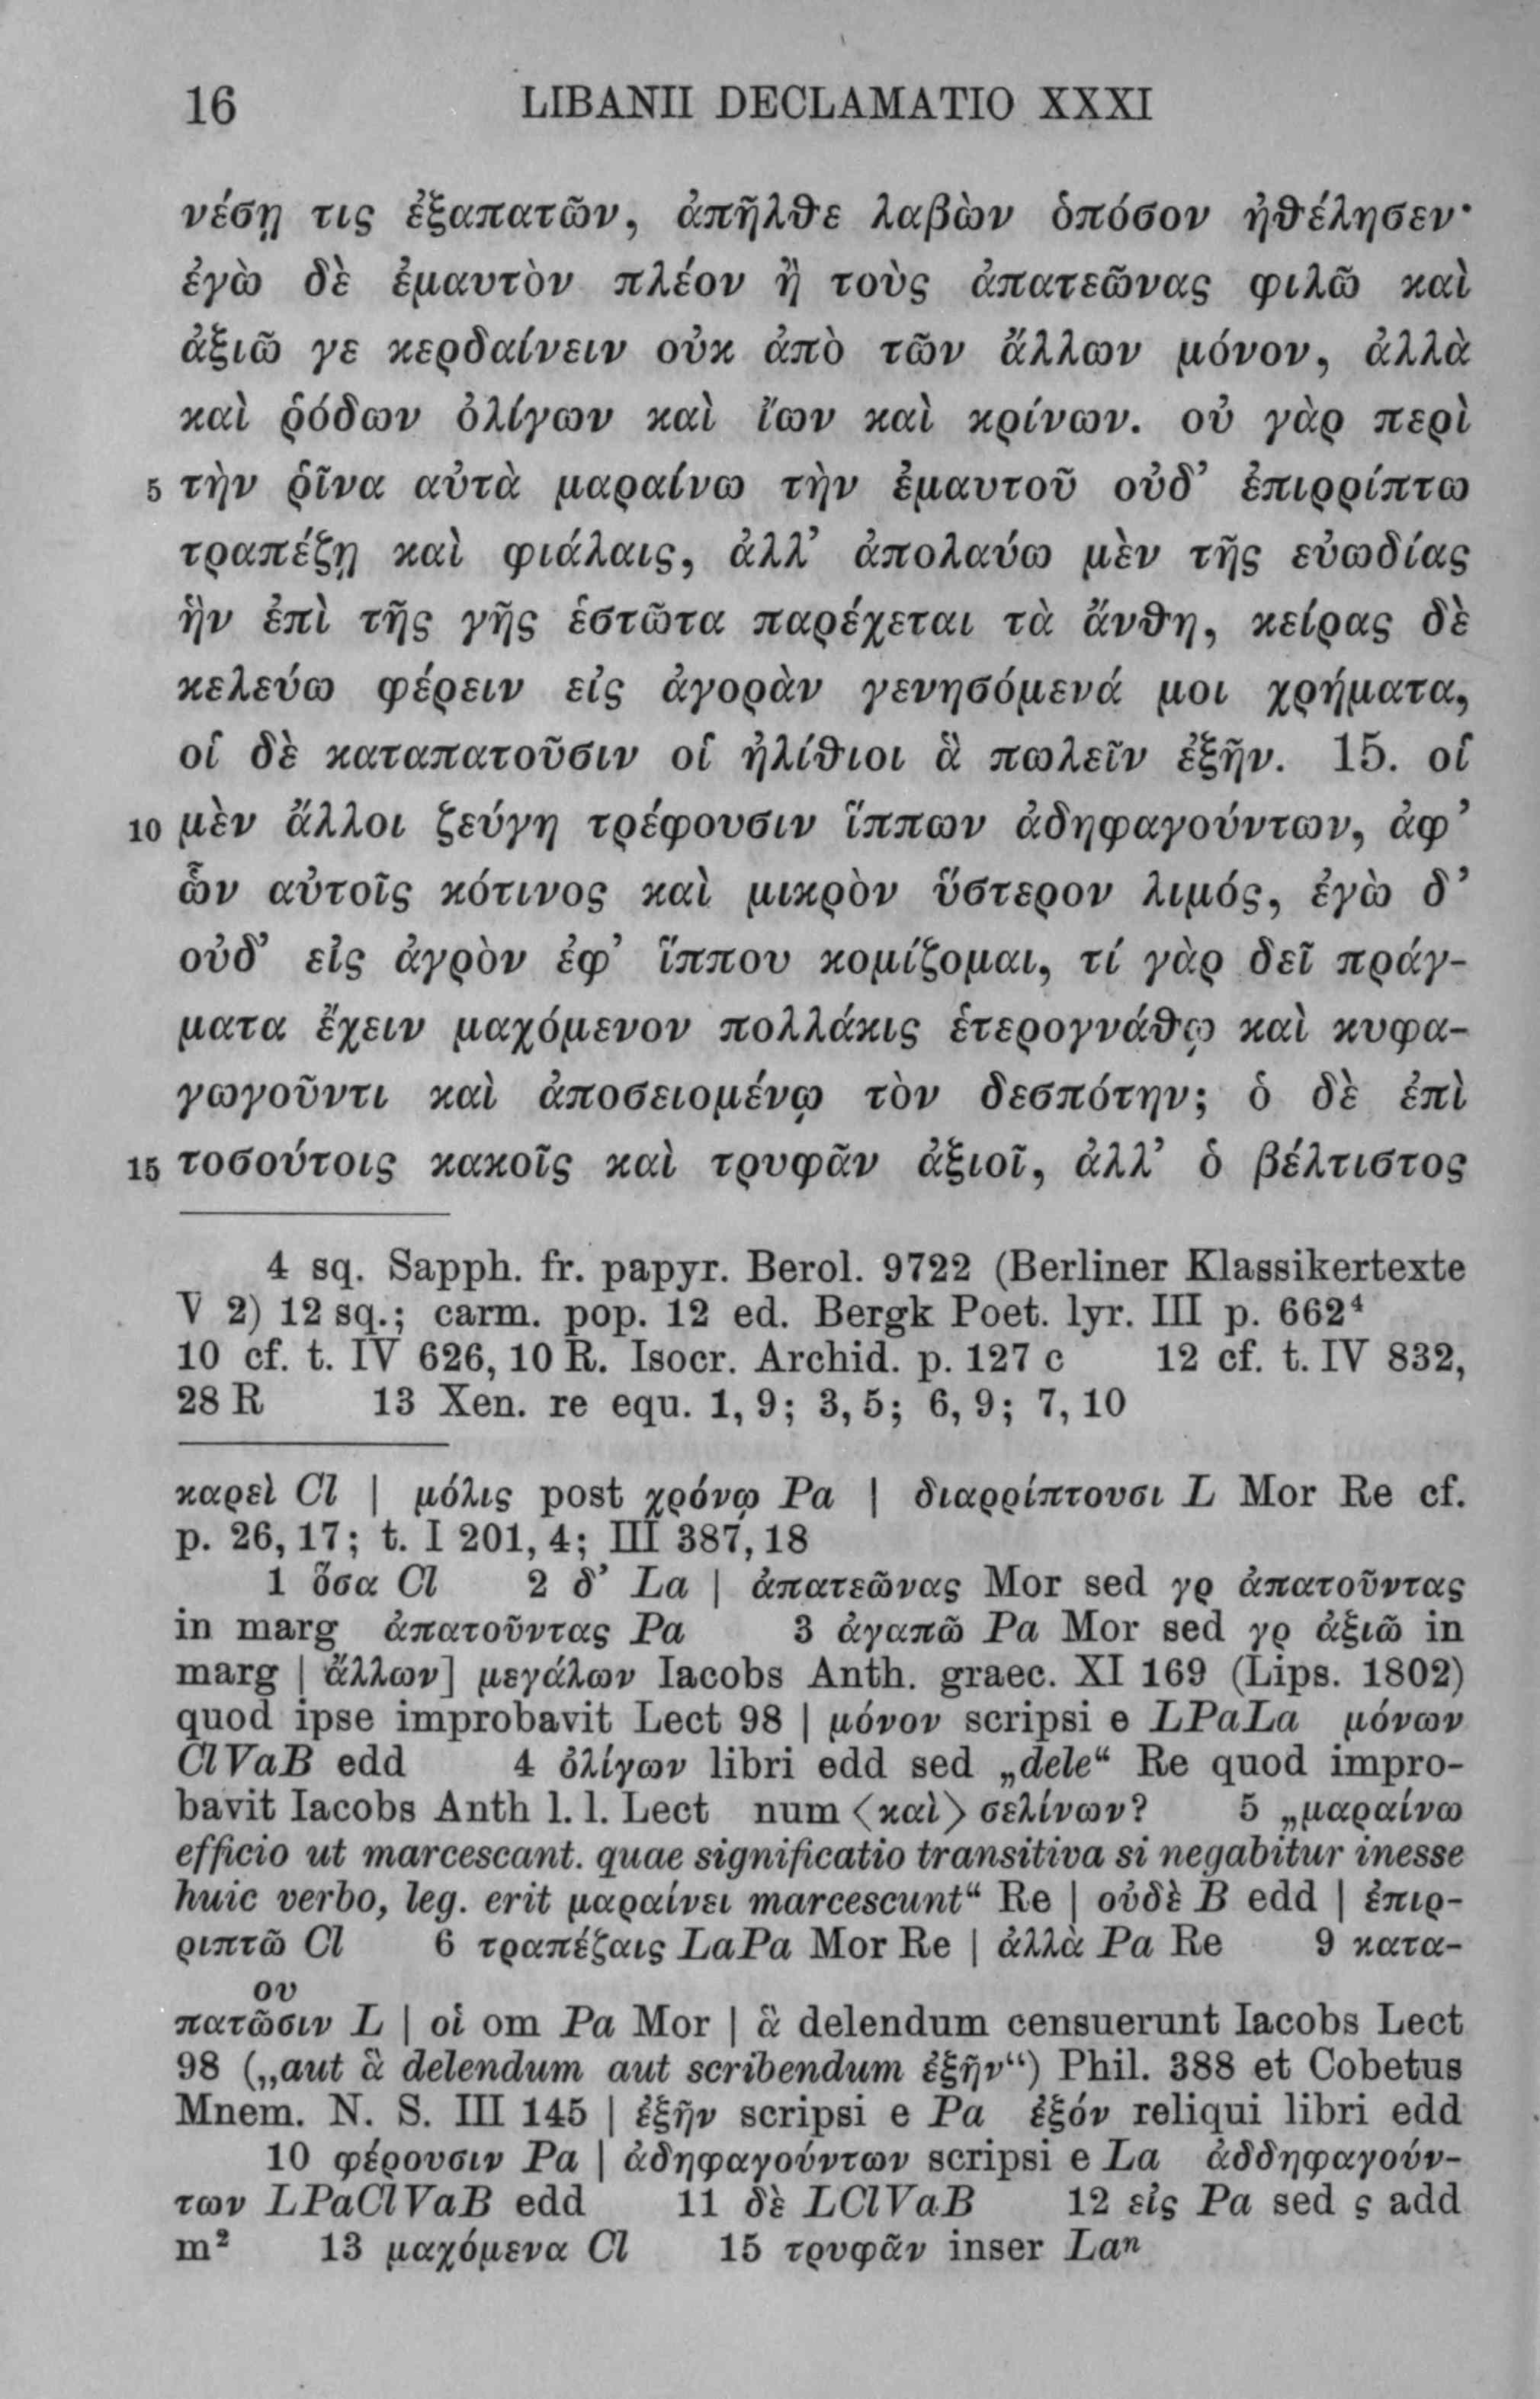 16 LIBANII DECLAMATIO XXXI
νέσῃ τις ἐξαπατῶν, ἀπῆλθε λαβὼν ὁπόσον ἠθέλησεν·
ἐγὼ δὲ ἐμαυτὸν πλέον ἢ τοὺς ἀπατεῶνας φιλῶ καὶ
ἀξιῶ γε κερδαίνειν οὐκ ἀπὸ τῶν ἄλλων μόνον, ἀλλὰ
καὶ ῥόδων ὀλίγων καὶ ἴων καὶ κρίνων. οὐ γὰρ περὶ
5 τὴν ῥῖνα αὐτὰ μαραίνω τὴν ἐμαυτοῦ οὐδ’ ἐπιρρίπτω
τραπέζῃ καὶ φιάλαις, ἀλλ’ ἀπολαύω μὲν τῆς εὐωδίας
ἣν ἐπὶ τῆς γῆς ἑστῶτα παρέχεται τὰ ἄνθη, κείρας δὲ
κελεύω φέρειν εἰς ἀγορὰν γενησόμενά μοι χρήματα,
οἱ δὲ καταπατοῦσιν οἱ ἠλίθιοι ἃ πωλεῖν ἐξῆν. 15. οἱ
10 μὲν ἄλλοι ζεύγη τρέφουσιν ἵππων ἀδηφαγούντων, ἀφ’
ὧν αὐτοῖς κότινος καὶ μικρὸν ὕστερον λιμός, ἐγὼ δ’
οὐδ’ εἰς ἀγρὸν ἐφ’ ἵππου κομίζομαι, τί γὰρ δεῖ πράγ-
ματα ἔχειν μαχόμενον πολλάκις ἑτερογνάθῳ καὶ κυφα-
γωγοῦντι καὶ ἀποσειομένῳ τὸν δεσπότην; ὁ δὲ ἐπὶ
15 τοσούτοις κακοῖς καὶ τρυφᾶν ἀξιοῖ, ἀλλ’ ὁ βέλτιστος
4 sq. Sapph. fr. papyr. Berol. 9722 (Berliner Klassikertexte
V 2) 12 sq.; carm. pop. 12 ed. Bergk Poet. lyr. III p. 662⁴
10 cf. t. IV 626, 10 R. Isocr. Archid. p. 127 c 12 cf. t. IV 832,
28 R 13 Xen. re equ. 1, 9; 3, 5; 6, 9; 7, 10
καρεὶ Cl | μόλις post χρόνῳ Pa | διαρρίπτουσι L Mor Re cf.
p. 26, 17; t. I 201, 4; III 387, 18
1 ὅσα Cl 2 δ’ La | ἀπατεῶνας Mor sed γρ ἀπατοῦντας
in marg ἀπατοῦντας Pa 3 ἀγαπῶ Pa Mor sed γρ ἀξιῶ in
marg | ἄλλων] μεγάλων Iacobs Anth. graec. XI 169 (Lips. 1802)
quod ipse improbavit Lect 98 | μόνον scripsi e LPaLa μόνων
ClVaB edd 4 ὀλίγων libri edd sed „dele“ Re quod impro-
bavit Iacobs Anth l. l. Lect num ⟨καὶ⟩ σελίνων? 5 „μαραίνω
efficio ut marcescant. quae significatio transitiva si negabitur inesse
huic verbo, leg. erit μαραίνει marcescunt“ Re | οὐδὲ B edd | ἐπιρ-
ριπτῶ Cl 6 τραπέζαις LaPa Mor Re | ἀλλὰ Pa Re 9 κατα-
ου
πατῶσιν L | οἱ om Pa Mor | ἃ delendum censuerunt Iacobs Lect
98 („aut ἃ delendum aut scribendum ἐξῆν“) Phil. 388 et Cobetus
Mnem. N. S. III 145 | ἐξῆν scripsi e Pa ἐξόν reliqui libri edd
10 φέρουσιν Pa | ἀδηφαγούντων scripsi e La ἀδδηφαγούν-
των LPaClVaB edd 11 δὲ LClVaB 12 εἰς Pa sed ς add
m² 13 μαχόμενα Cl 15 τρυφᾶν inser Laⁿ